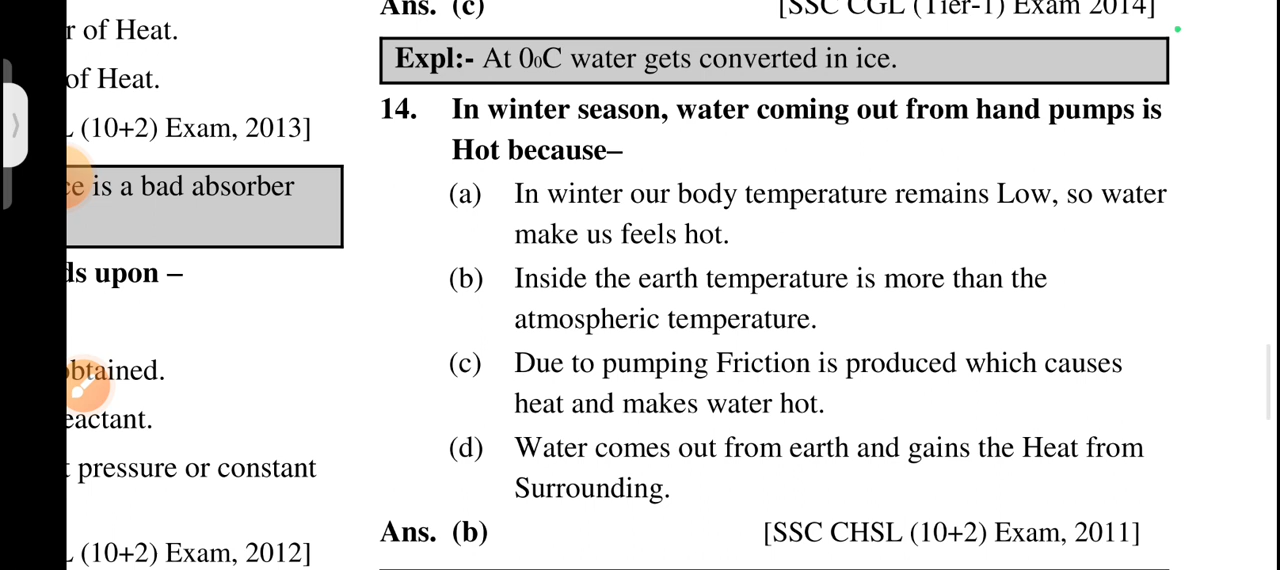 r of Heat.
of Heat.
(10+2) Exam, 2013]
is a bad absorber
ds upon –
obtained.
eactant.
pressure or constant
(10+2) Exam, 2012]
Ans. (c) [SSC CGL (Tier-1) Exam 2014]
Expl:- At 0₀C water gets converted in ice.
14. In winter season, water coming out from hand pumps is
Hot because–
(a) In winter our body temperature remains Low, so water
make us feels hot.
(b) Inside the earth temperature is more than the
atmospheric temperature.
(c) Due to pumping Friction is produced which causes
heat and makes water hot.
(d) Water comes out from earth and gains the Heat from
Surrounding.
Ans. (b) [SSC CHSL (10+2) Exam, 2011]